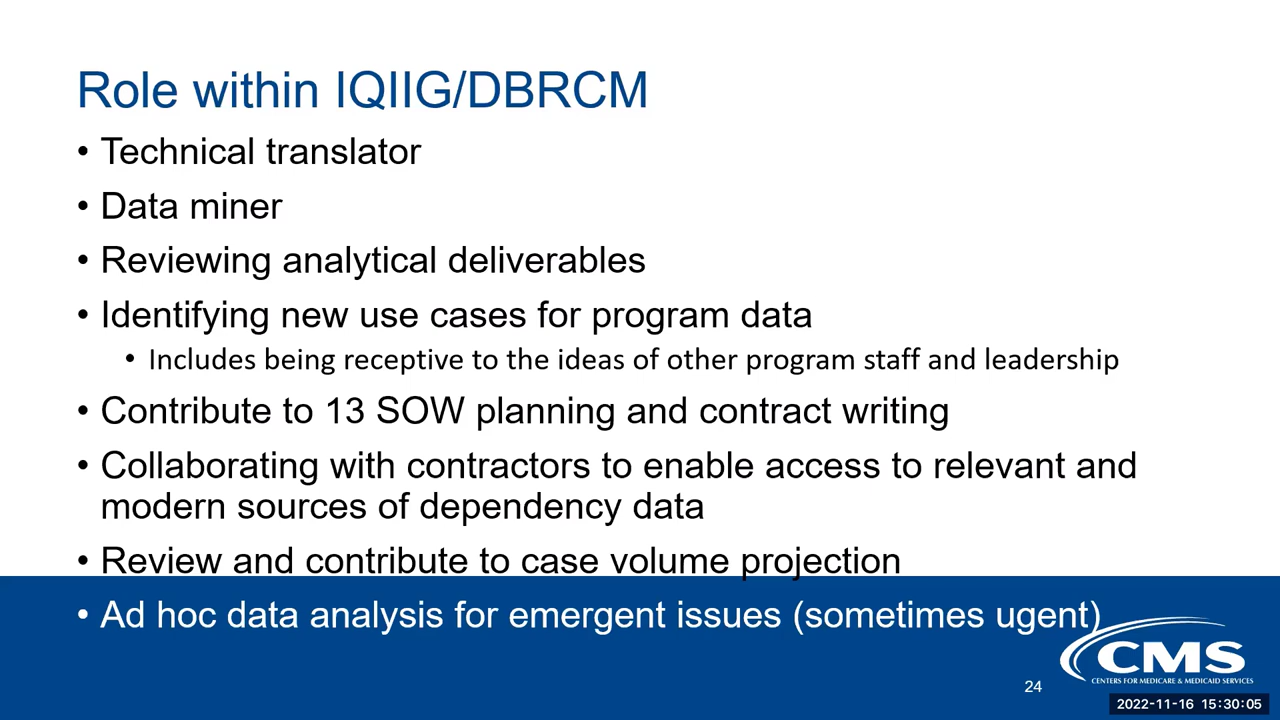 Role within IQIIG/DBRCM
• Technical translator
• Data miner
• Reviewing analytical deliverables
• Identifying new use cases for program data
• Includes being receptive to the ideas of other program staff and leadership
• Contribute to 13 SOW planning and contract writing
• Collaborating with contractors to enable access to relevant and
modern sources of dependency data
• Review and contribute to case volume projection
• Ad hoc data analysis for emergent issues (sometimes ugent)
CMS
CENTERS FOR MEDICARE & MEDICAID SERVICES
24
2022-11-16 15:30:05